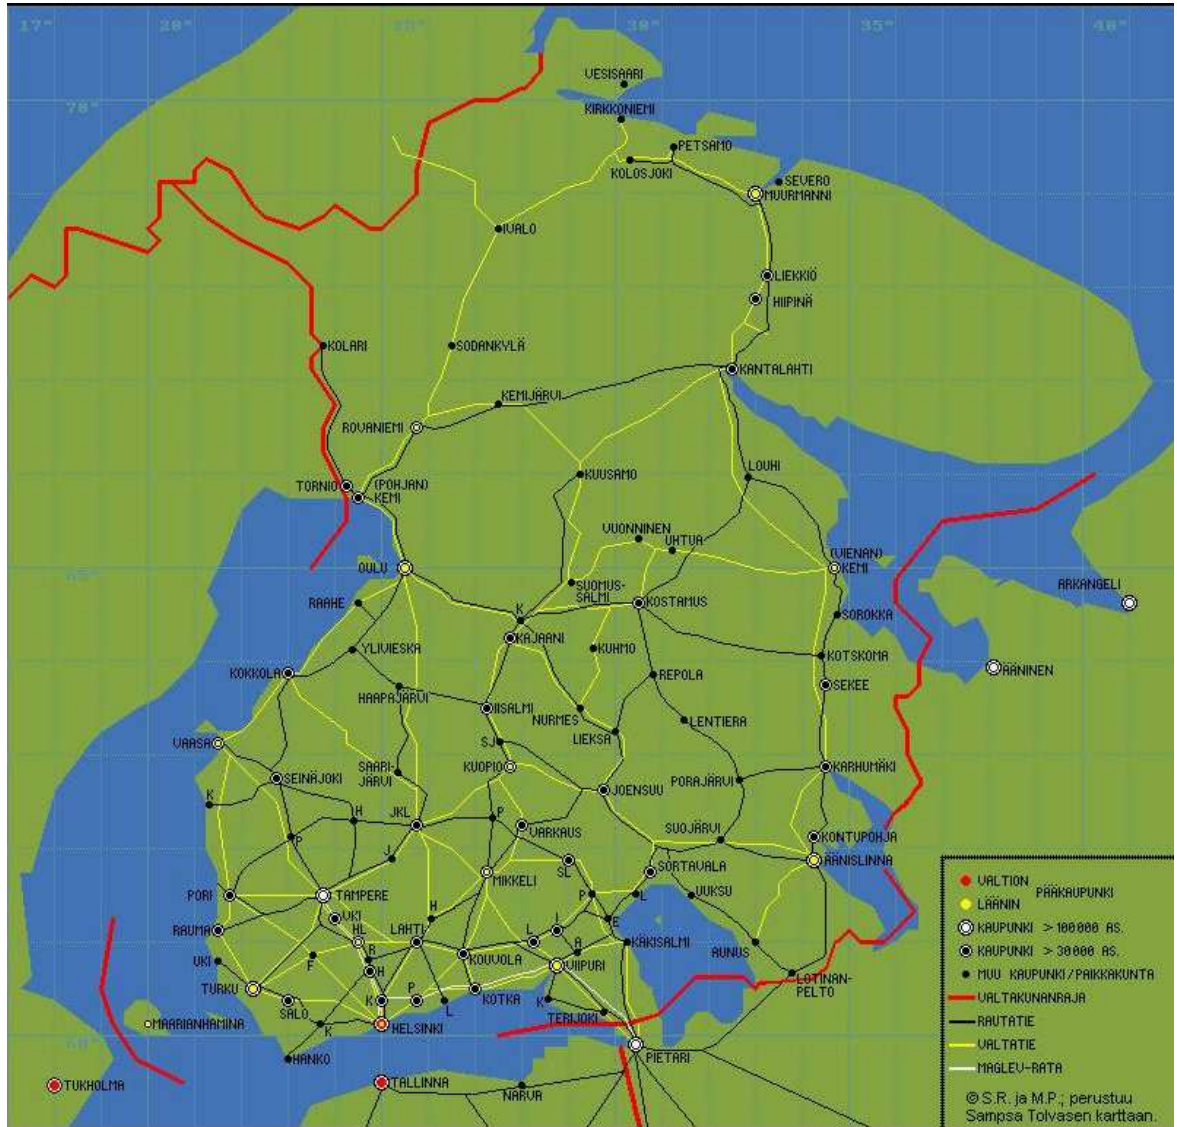 17°
20°
25°
30°
35°
40°
70°
VESISAARI
KIRKKONIEMI
PETSAMO
KOLOSJOKI
SEVERO
MUURMANNI
IVALO
LIEKKIÖ
HIIPINÄ
KOLARI
SODANKYLÄ
KANTALAHTI
KEMIJÄRVI
ROVANIEMI
LOUHI
KUUSAMO
TORNIO
(POHJAN)
KEMI
VUONNINEN
UHTUA
(VIENAN)
KEMI
65°
OULU
ARKANGELI
SUOMUS-
SALMI
KOSTAMUS
RAAHE
SOROKKA
K
KAJAANI
KUHMO
YLIVIESKA
KOTSKOMA
ÄÄNINEN
KOKKOLA
REPOLA
SEKEE
HAAPAJÄRVI
IISALMI
NURMES
LENTIERA
LIEKSA
VAASA
SJ
KUOPIO
SEINÄJOKI
SAARI-
JÄRVI
KARHUMÄKI
PORAJÄRVI
JOENSUU
K
H
JKL
P
VARKAUS
SUOJÄRVI
KONTUPOHJA
P
J
SL
ÄÄNISLINNA
SORTAVALA
MIKKELI
PORI
TAMPERE
P
L
UUKSU
VKI
H
RAUMA
HL
LAHTI
I
E
L
KÄKISALMI
AUNUS
UKI
F
R
H
KOUVOLA
A
VIIPURI
LOTINAN-
PELTO
TURKU
SALO
K
P
L
KOTKA
K
TERIJOKI
MAARIANHAMINA
K
HELSINKI
60°
HANKO
PIETARI
TUKHOLMA
TALLINNA
NARVA
VALTION
PÄÄKAUPUNKI
LÄÄNIN
KAUPUNKI > 100000 AS.
KAUPUNKI > 30000 AS.
MUU KAUPUNKI/PAIKKAKUNTA
VALTAKUNANRAJA
RAUTATIE
VALTATIE
MAGLEV-RATA
© S.R. ja M.P.; perustuu
Sampsa Tolvasen karttaan.